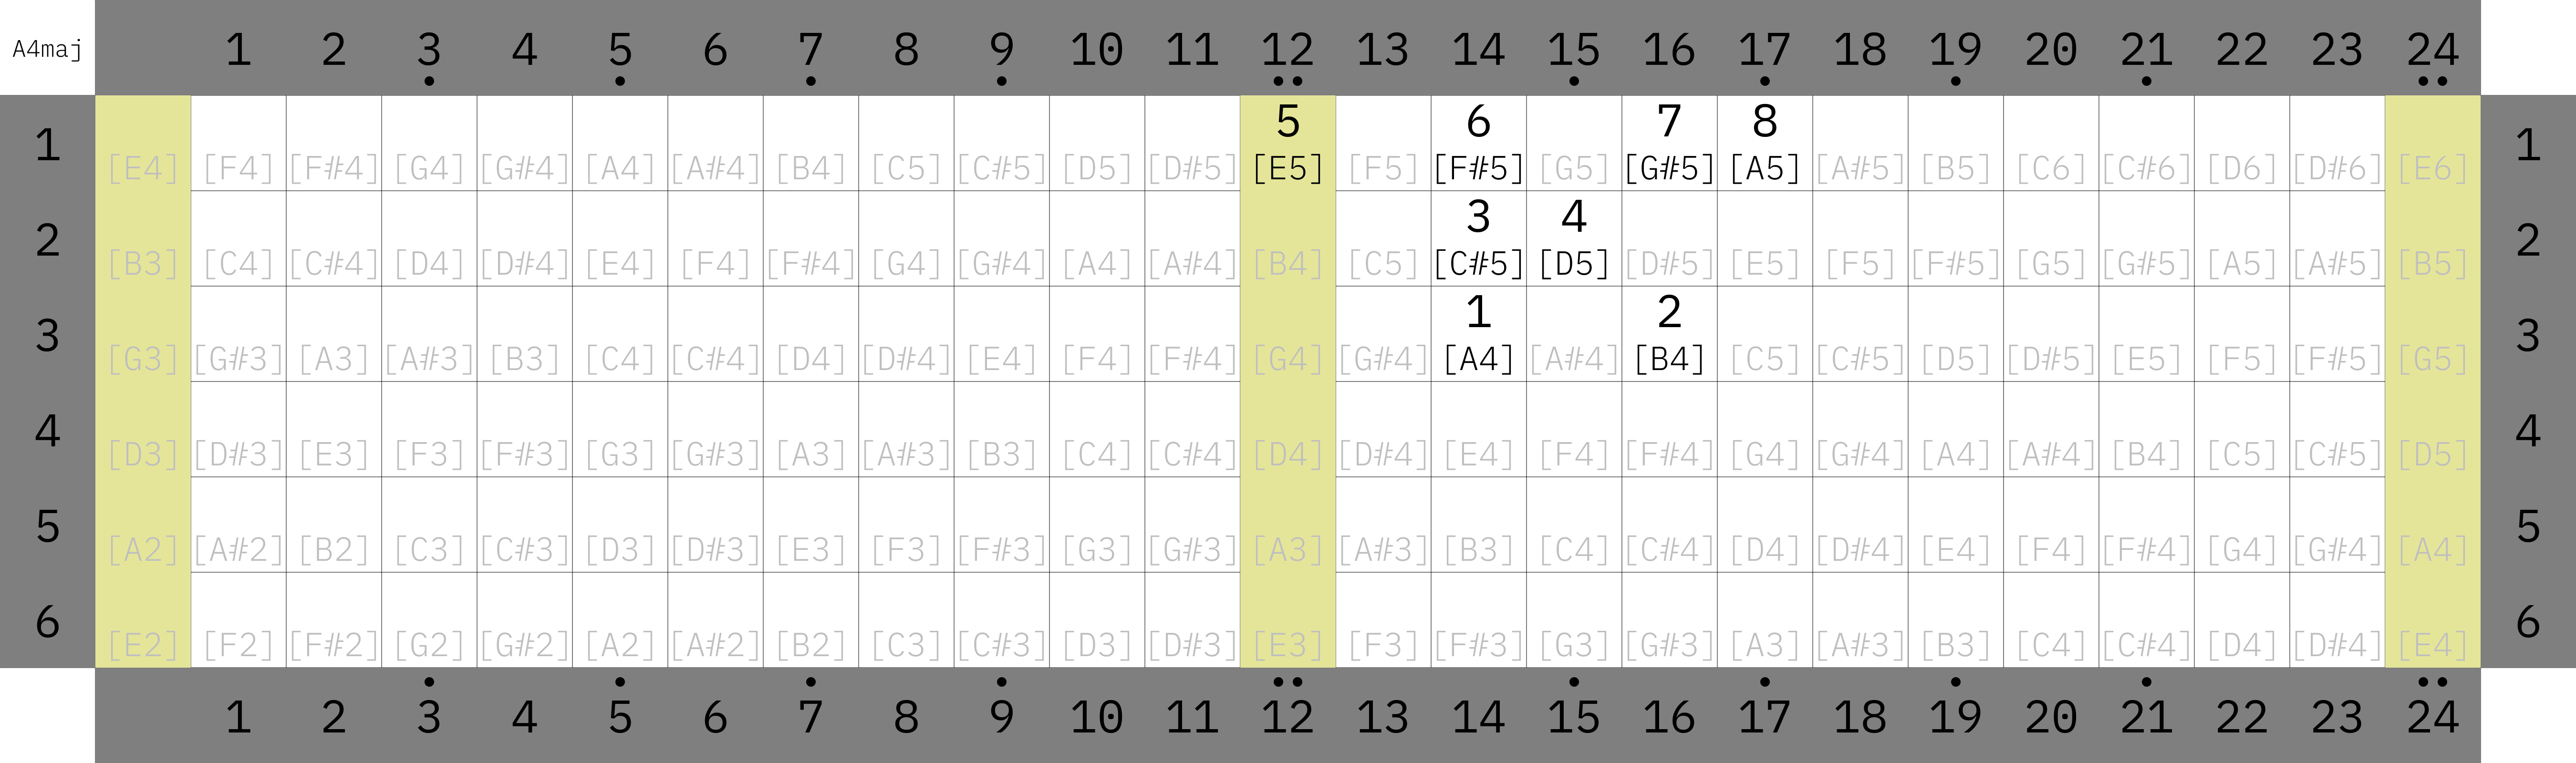 A4maj 1 2 3 4 5 6 7 8 9 10 11 12 13 14 15 16 17 18 19 20 21 22 23 24
5 6 7 8
1 [E4] [F4] [F#4] [G4] [G#4] [A4] [A#4] [B4] [C5] [C#5] [D5] [D#5] [E5] [F5] [F#5] [G5] [G#5] [A5] [A#5] [B5] [C6] [C#6] [D6] [D#6] [E6] 1
3 4
2 [B3] [C4] [C#4] [D4] [D#4] [E4] [F4] [F#4] [G4] [G#4] [A4] [A#4] [B4] [C5] [C#5] [D5] [D#5] [E5] [F5] [F#5] [G5] [G#5] [A5] [A#5] [B5] 2
1 2
3 [G3] [G#3] [A3] [A#3] [B3] [C4] [C#4] [D4] [D#4] [E4] [F4] [F#4] [G4] [G#4] [A4] [A#4] [B4] [C5] [C#5] [D5] [D#5] [E5] [F5] [F#5] [G5] 3
4 [D3] [D#3] [E3] [F3] [F#3] [G3] [G#3] [A3] [A#3] [B3] [C4] [C#4] [D4] [D#4] [E4] [F4] [F#4] [G4] [G#4] [A4] [A#4] [B4] [C5] [C#5] [D5] 4
5 [A2] [A#2] [B2] [C3] [C#3] [D3] [D#3] [E3] [F3] [F#3] [G3] [G#3] [A3] [A#3] [B3] [C4] [C#4] [D4] [D#4] [E4] [F4] [F#4] [G4] [G#4] [A4] 5
6 [E2] [F2] [F#2] [G2] [G#2] [A2] [A#2] [B2] [C3] [C#3] [D3] [D#3] [E3] [F3] [F#3] [G3] [G#3] [A3] [A#3] [B3] [C4] [C#4] [D4] [D#4] [E4] 6
1 2 3 4 5 6 7 8 9 10 11 12 13 14 15 16 17 18 19 20 21 22 23 24